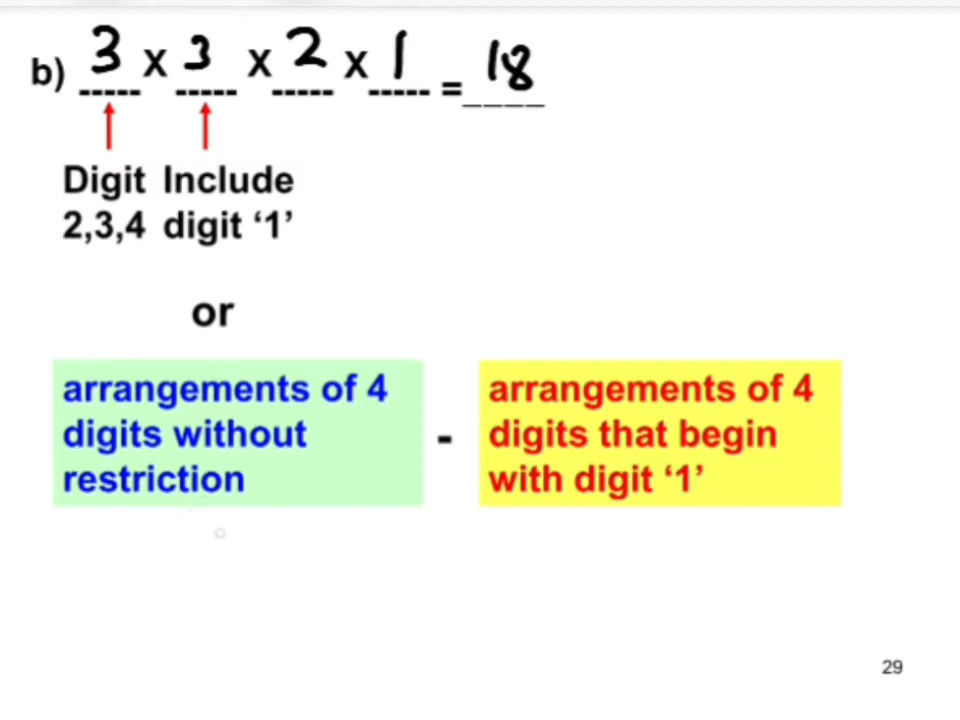 b) 3 x 3 x 2 x 1 = 18
Digit Include
2,3,4 digit ‘1’
or
arrangements of 4 digits without restriction
-
arrangements of 4 digits that begin with digit ‘1’
29